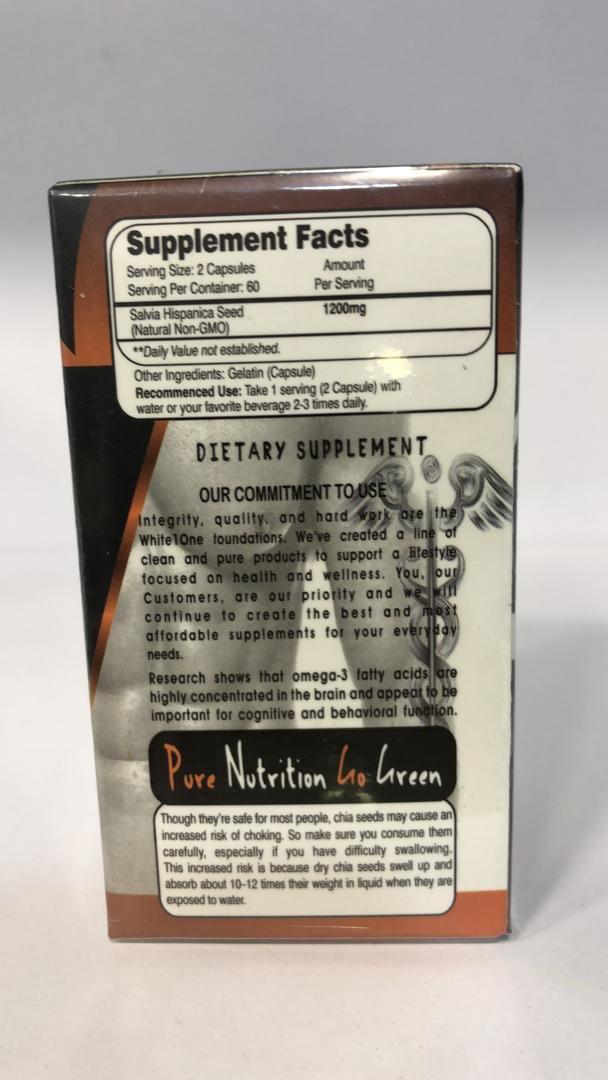 Supplement Facts
Serving Size: 2 Capsules Amount
Serving Per Container: 60 Per Serving
Salvia Hispanica Seed 1200mg
(Natural Non-GMO)
**Daily Value not established.
Other Ingredients: Gelatin (Capsule)
Recommenced Use: Take 1 serving (2 Capsule) with
water or your favorite beverage 2-3 times daily.
DIETARY SUPPLEMENT
OUR COMMITMENT TO USE
Integrity, quality, and hard work are the
White1One foundations. We've created a line of
clean and pure products to support a lifestyle
focused on health and wellness. You, our
Customers, are our priority and we will
continue to create the best and most
affordable supplements for your everyday
needs.
Research shows that omega-3 fatty acids are
highly concentrated in the brain and appear to be
important for cognitive and behavioral function.
Pure Nutrition Go Green
Though they're safe for most people, chia seeds may cause an
increased risk of choking. So make sure you consume them
carefully, especially if you have difficulty swallowing.
This increased risk is because dry chia seeds swell up and
absorb about 10-12 times their weight in liquid when they are
exposed to water.